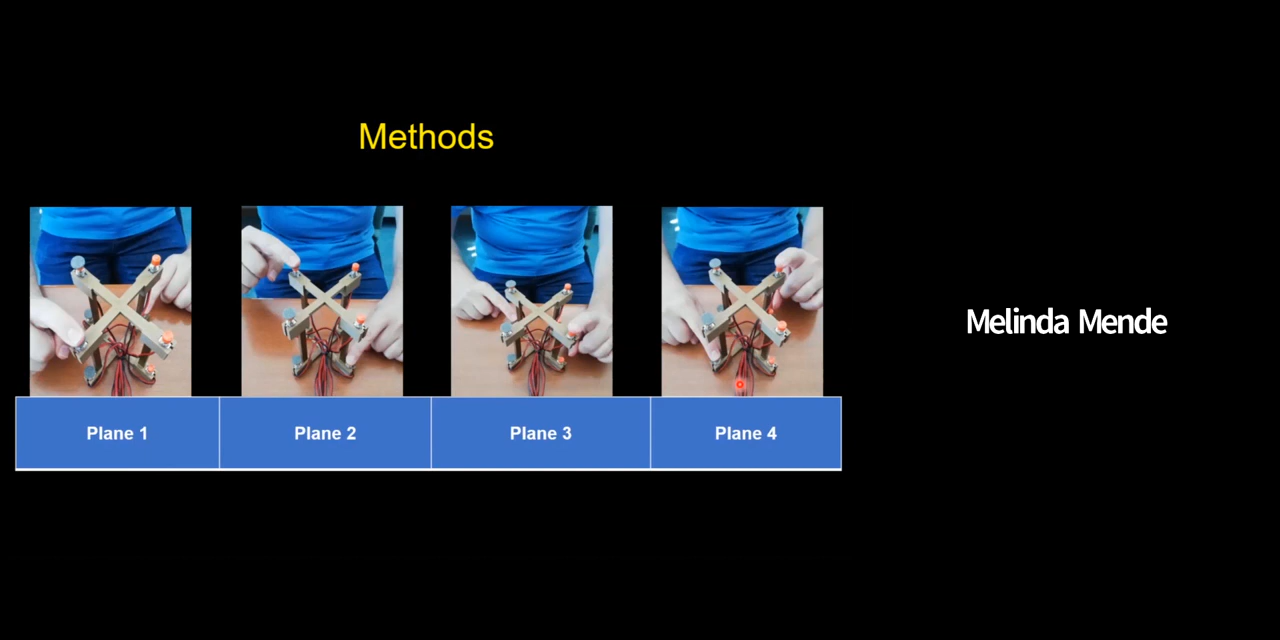 Methods
Plane 1
Plane 2
Plane 3
Plane 4
Melinda Mende